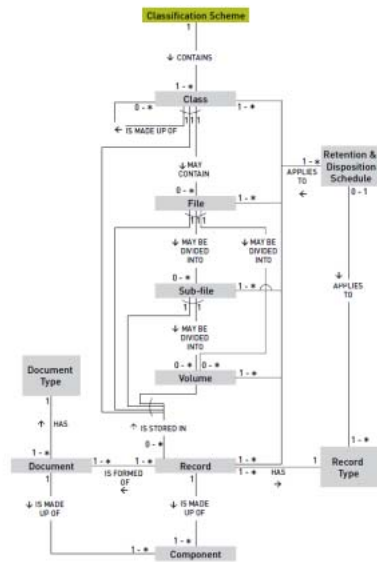 Classification Scheme
1
↓ CONTAINS
1 - *
0 - *
Class
1 - *
← IS MADE UP OF
1 1 1
↓ MAY
CONTAIN
1 - *
APPLIES
TO
←
Retention &
Disposition
Schedule
0 - 1
0 - *
File
1 - *
1 1 1
↓ MAY BE
DIVIDED
INTO
↓ MAY BE
DIVIDED
INTO
↓
APPLIES
TO
0 - *
Sub-file
1 - *
1 1
↓ MAY BE
DIVIDED
INTO
0 - * 0 - *
Volume
1 - *
Document
Type
1
↑ HAS
↑ IS STORED IN
0 - *
1 - *
Document
1 - *
IS FORMED
OF
←
1 - *
Record
1 - *
1 - *
HAS
→
1
1 - *
Record
Type
1
↓ IS MADE
UP OF
1
↓ IS MADE
UP OF
1 - *
1 - *
Component